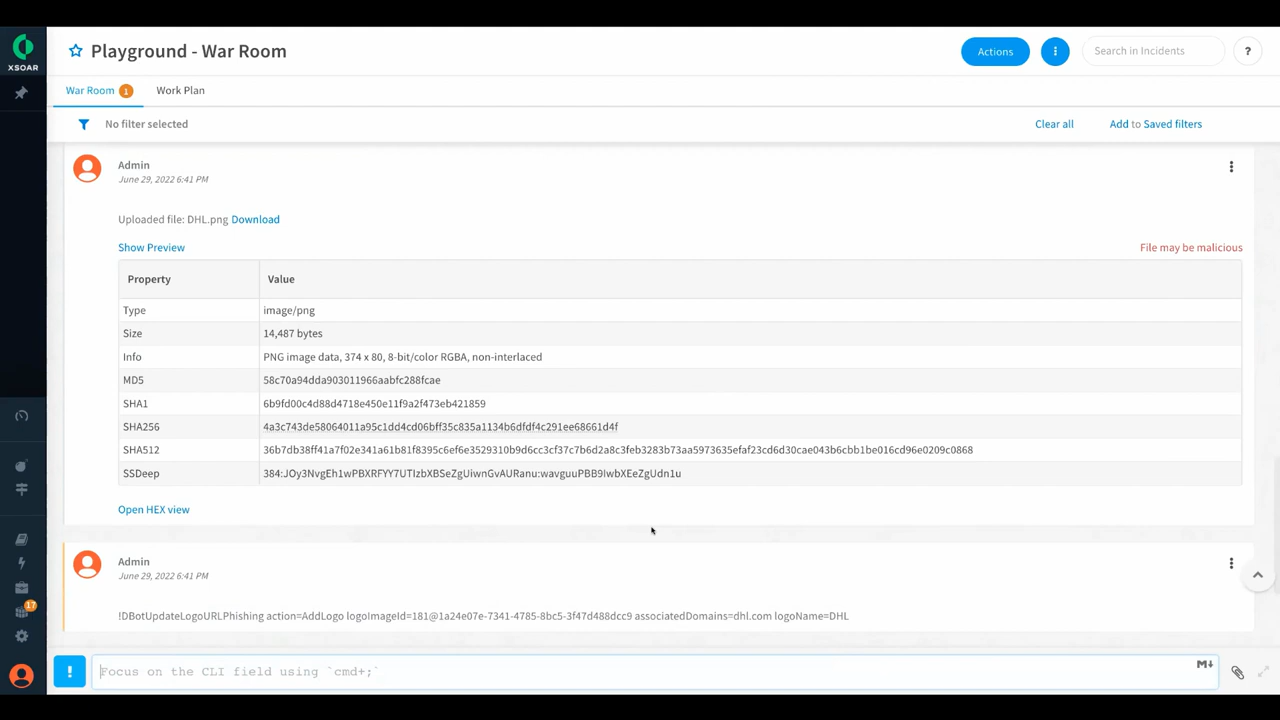 XSOAR
Playground - War Room
Actions
Search in Incidents
?
War Room 1
Work Plan
No filter selected
Clear all
Add to Saved filters
Admin
June 29, 2022 6:41 PM
Uploaded file: DHL.png Download
Show Preview
File may be malicious
Property Value
Type image/png
Size 14,487 bytes
Info PNG image data, 374 x 80, 8-bit/color RGBA, non-interlaced
MD5 58c70a94dda903011966aabfc288fcae
SHA1 6b9fd00c4d88d4718e450e11f9a2f473eb421859
SHA256 4a3c743de58064011a95c1dd4cd06bff35c835a1134b6dfdf4c291ee68661d4f
SHA512 36b7db38ff41a7f02e341a61b81f8395c6ef6e3529310b9d6cc3cf37c7b6d2a8c3feb3283b73aa5973635efaf23cd6d30cae043b6cbb1be016cd96e0209c0868
SSDeep 384:JOy3NvgEh1wPBXRFYY7UTIzbXBSeZgUiwnGvAURanu:wavguuPBB9IwbXEeZgUdn1u
Open HEX view
Admin
June 29, 2022 6:41 PM
!DBotUpdateLogoURLPhishing action=AddLogo logoImageId=181@1a24e07e-7341-4785-8bc5-3f47d488dcc9 associatedDomains=dhl.com logoName=DHL
17
!
Focus on the CLI field using `cmd+;`
M